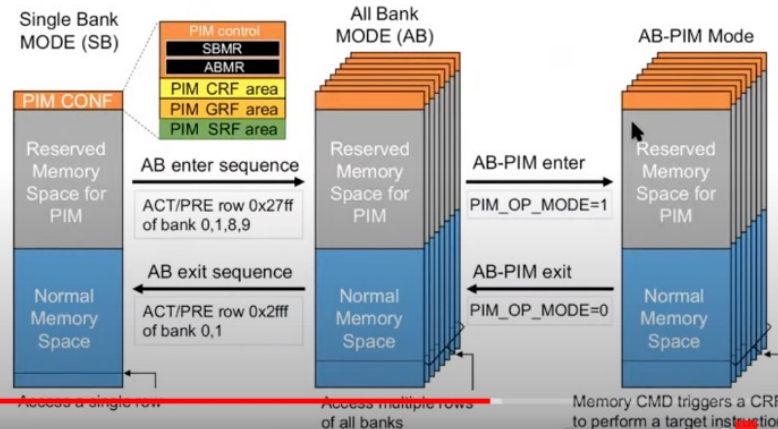 Single Bank
MODE (SB)
PIM control
SBMR
ABMR
PIM CRF area
PIM GRF area
PIM SRF area
All Bank
MODE (AB)
AB-PIM Mode
PIM CONF
Reserved
Memory
Space for
PIM
Normal
Memory
Space
AB enter sequence
ACT/PRE row 0x27ff
of bank 0,1,8,9
AB exit sequence
ACT/PRE row 0x2fff
of bank 0,1
Reserved
Memory
Space for
PIM
Normal
Memory
Space
AB-PIM enter
PIM_OP_MODE=1
AB-PIM exit
PIM_OP_MODE=0
Reserved
Memory
Space for
PIM
Normal
Memory
Space
Access a single row
Access multiple rows
of all banks
Memory CMD triggers a CRF
to perform a target instruction